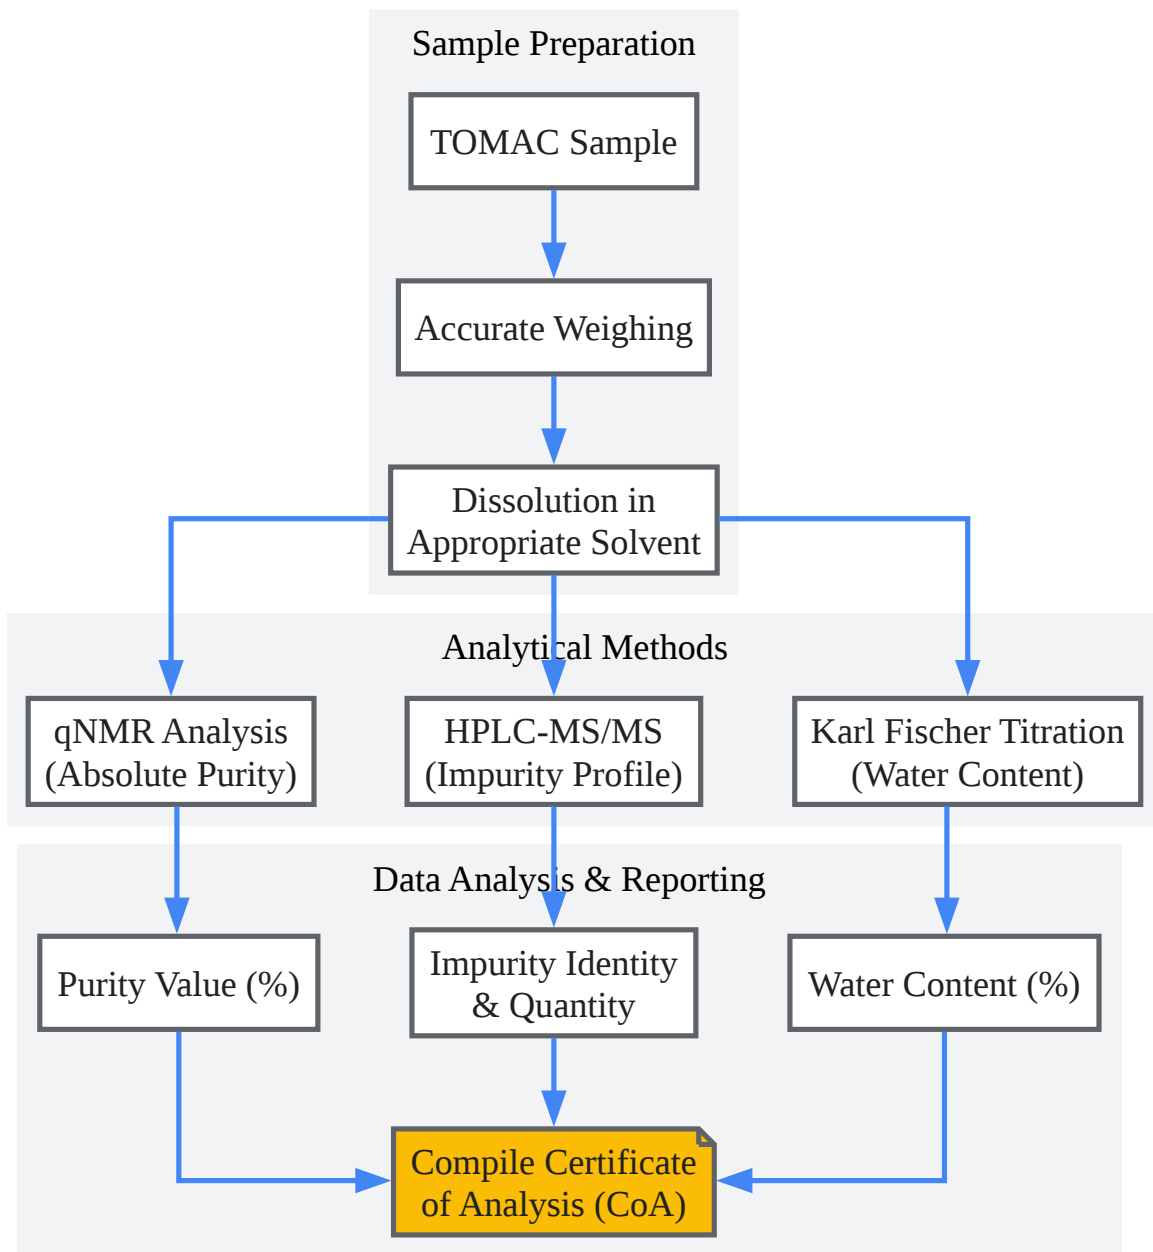 Sample Preparation
TOMAC Sample
Accurate Weighing
Dissolution in
Appropriate Solvent
Analytical Methods
qNMR Analysis
(Absolute Purity)
HPLC-MS/MS
(Impurity Profile)
Karl Fischer Titration
(Water Content)
Data Analysis & Reporting
Purity Value (%)
Impurity Identity
& Quantity
Water Content (%)
Compile Certificate
of Analysis (CoA)